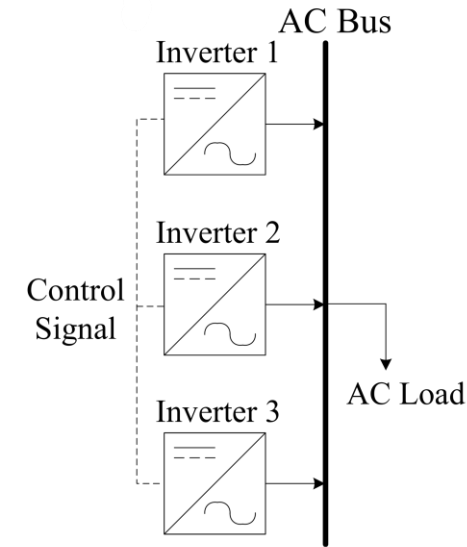 AC Bus
Inverter 1
Inverter 2
Control
Signal
AC Load
Inverter 3